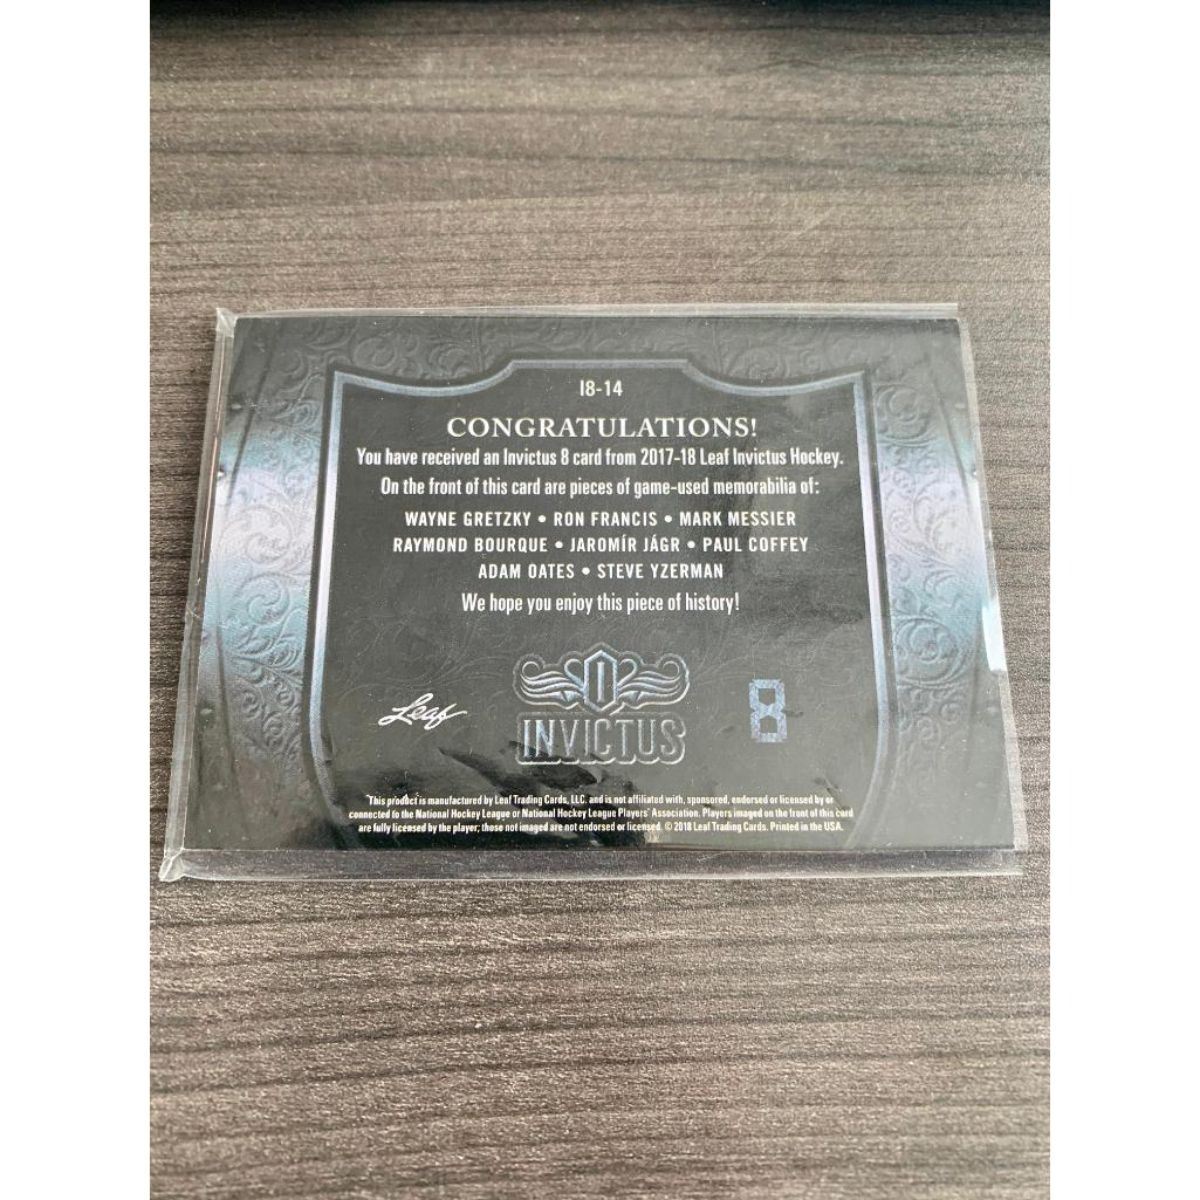 I8-14
CONGRATULATIONS!
You have received an Invictus 8 card from 2017-18 Leaf Invictus Hockey.
On the front of this card are pieces of game-used memorabilia of:
WAYNE GRETZKY • RON FRANCIS • MARK MESSIER
RAYMOND BOURQUE • JAROMÍR JÁGR • PAUL COFFEY
ADAM OATES • STEVE YZERMAN
We hope you enjoy this piece of history!
I
Leaf
INVICTUS
8
This product is manufactured by Leaf Trading Cards, LLC. and is not affiliated with, sponsored, endorsed or licensed by or
connected to the National Hockey League or National Hockey League Players' Association. Players imaged on the front of this card
are fully licensed by the player; those not imaged are not endorsed or licensed. © 2018 Leaf Trading Cards. Printed in the USA.